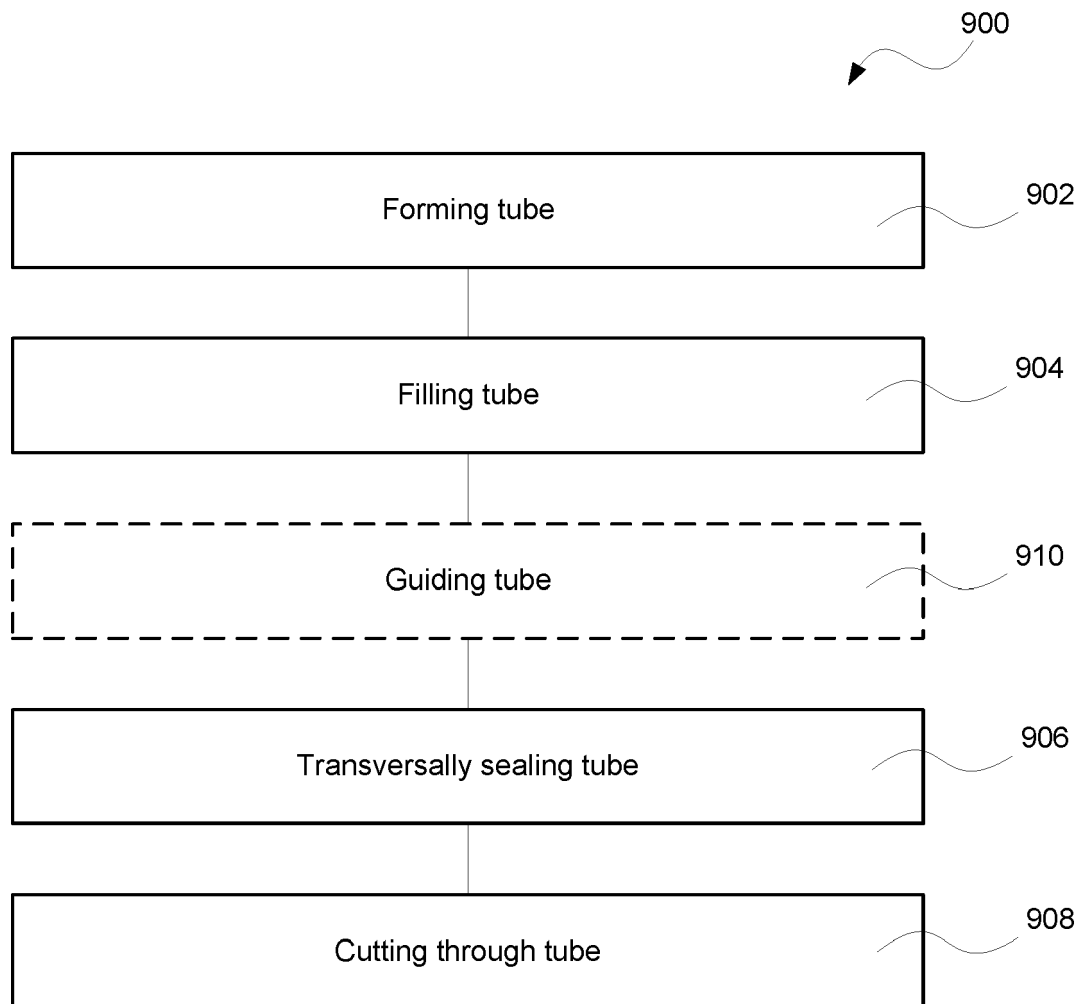 900
Forming tube
902
Filling tube
904
Guiding tube
910
Transversally sealing tube
906
Cutting through tube
908